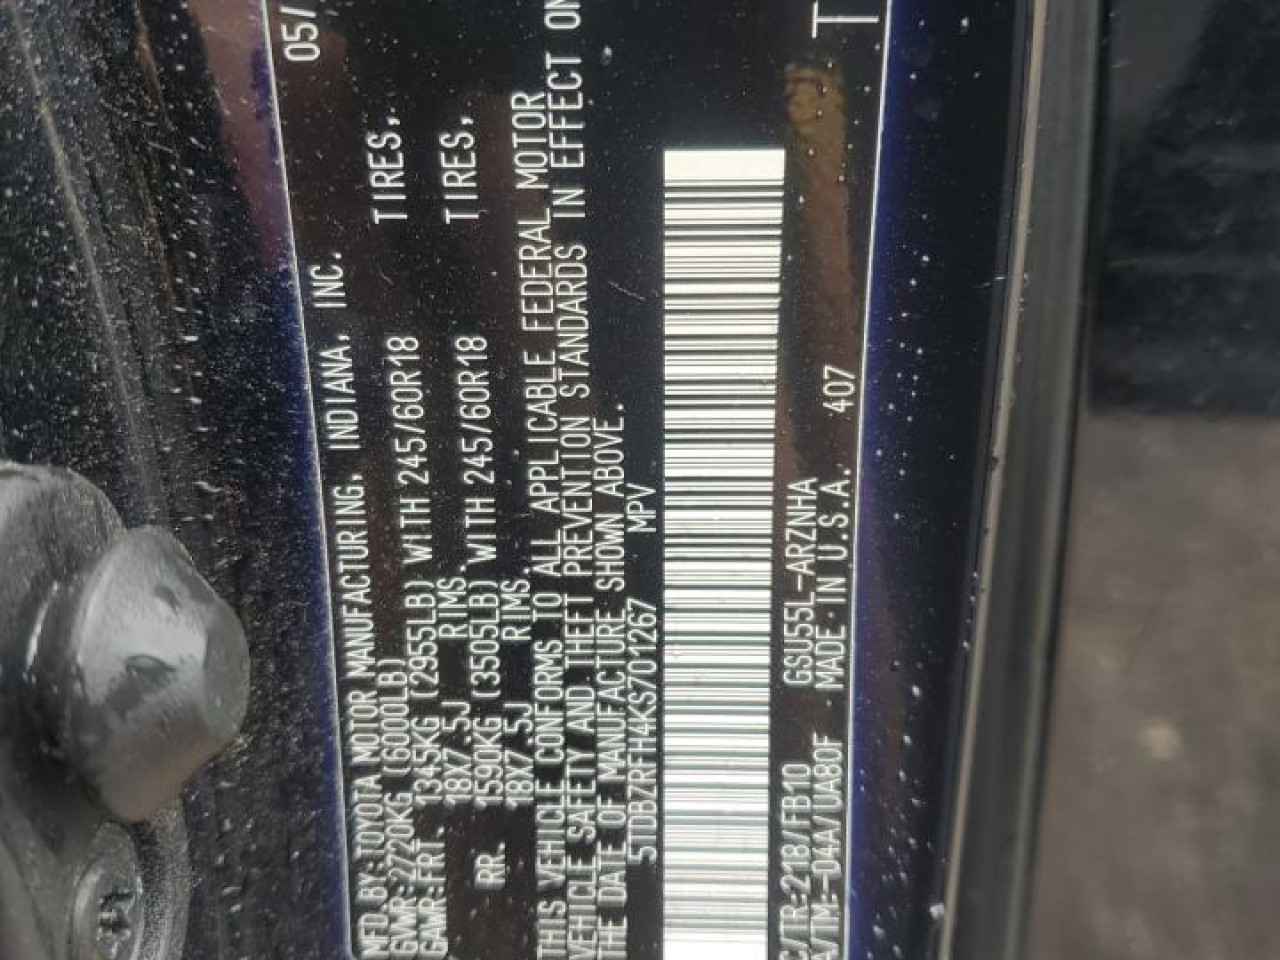 MFD.BY:TOYOTA MOTOR MANUFACTURING, INDIANA, INC. 05/
GVWR:2720KG (6000LB)
GAWR:FRT. 1345KG (2955LB) WITH 245/60R18 TIRES,
18X7.5J RIMS.
RR. 1590KG (3505LB) WITH 245/60R18 TIRES,
18X7.5J RIMS.
THIS VEHICLE CONFORMS TO ALL APPLICABLE FEDERAL MOTOR
VEHICLE SAFETY AND THEFT PREVENTION STANDARDS IN EFFECT ON
THE DATE OF MANUFACTURE SHOWN ABOVE.
5TDBZRFH4KS701267 MPV
C/TR:218/FB10 GSU55L-ARZNHA
A/TM:-04A/UA80F MADE IN U.S.A. 407